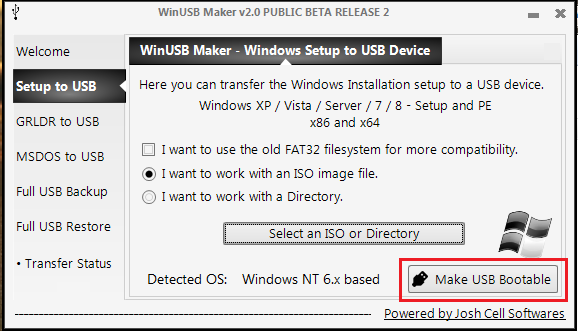 WinUSB Maker v2.0 PUBLIC BETA RELEASE 2
Welcome
Setup to USB
GRLDR to USB
MSDOS to USB
Full USB Backup
Full USB Restore
• Transfer Status
WinUSB Maker - Windows Setup to USB Device
Here you can transfer the Windows Installation setup to a USB device.
Windows XP / Vista / Server / 7 / 8 - Setup and PE
x86 and x64
I want to use the old FAT32 filesystem for more compatibility.
I want to work with an ISO image file.
I want to work with a Directory.
Select an ISO or Directory
Detected OS: Windows NT 6.x based
Make USB Bootable
Powered by Josh Cell Softwares